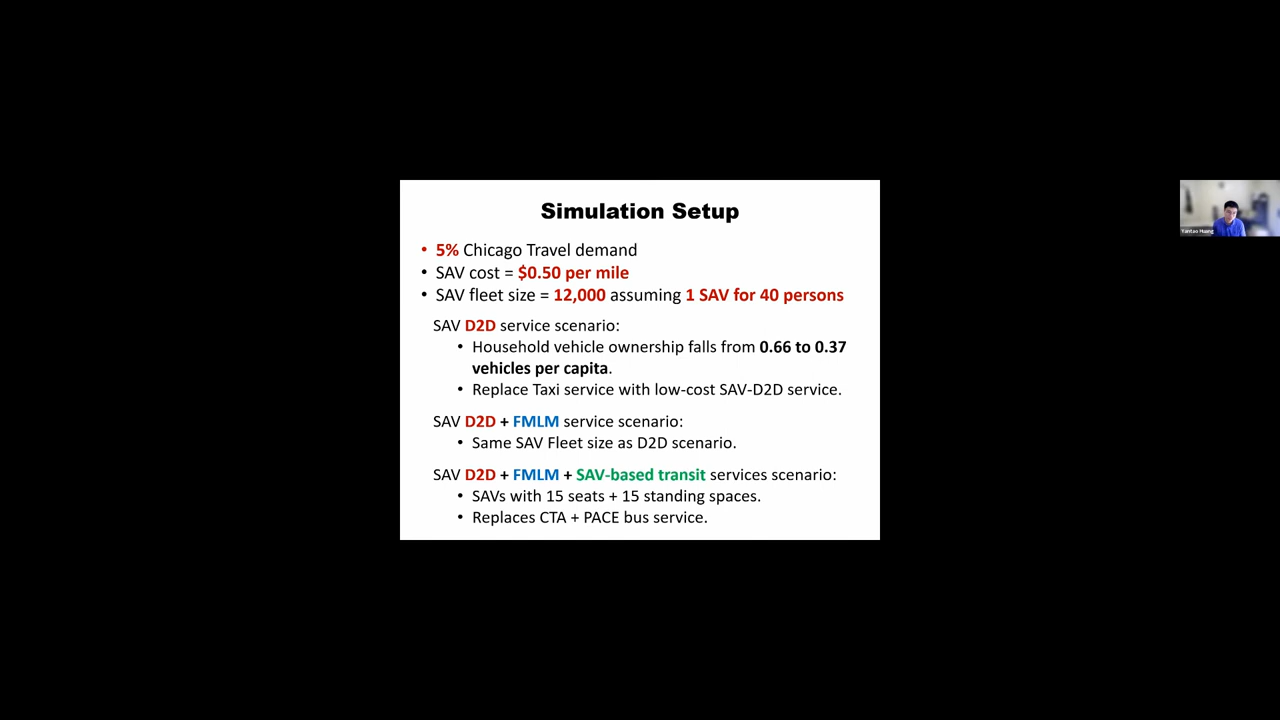 Simulation Setup
• 5% Chicago Travel demand
• SAV cost = $0.50 per mile
• SAV fleet size = 12,000 assuming 1 SAV for 40 persons
SAV D2D service scenario:
• Household vehicle ownership falls from 0.66 to 0.37
vehicles per capita.
• Replace Taxi service with low-cost SAV-D2D service.
SAV D2D + FMLM service scenario:
• Same SAV Fleet size as D2D scenario.
SAV D2D + FMLM + SAV-based transit services scenario:
• SAVs with 15 seats + 15 standing spaces.
• Replaces CTA + PACE bus service.
Yantao Huang